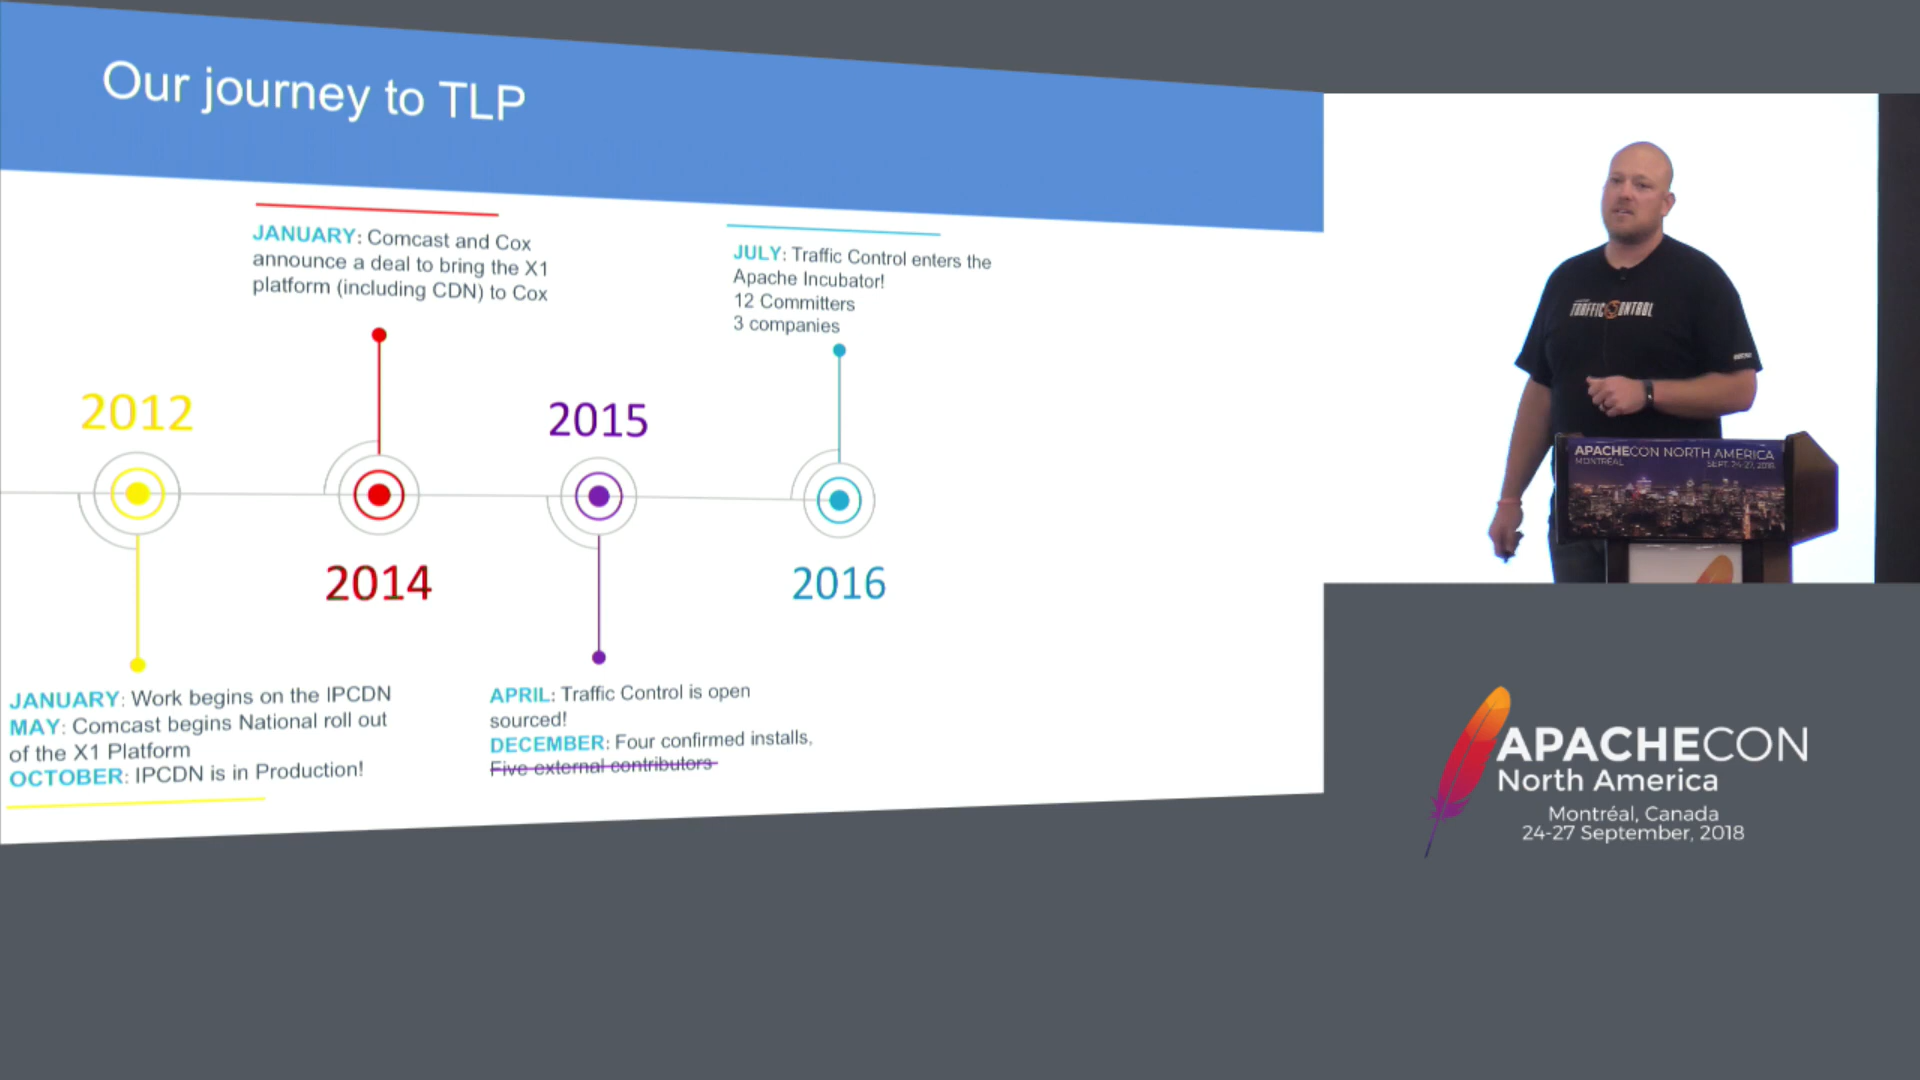 Our journey to TLP
JANUARY: Comcast and Cox
announce a deal to bring the X1
platform (including CDN) to Cox
JULY: Traffic Control enters the
Apache Incubator!
12 Committers
3 companies
2012
2015
2014
2016
JANUARY: Work begins on the IPCDN
MAY: Comcast begins National roll out
of the X1 Platform
OCTOBER: IPCDN is in Production!
APRIL: Traffic Control is open
sourced!
DECEMBER: Four confirmed installs,
Five external contributors
TRAFFIC CONTROL
APACHECON NORTH AMERICA
MONTRÉAL
SEPT. 24-27, 2018
APACHECON
North America
Montréal, Canada
24-27 September, 2018